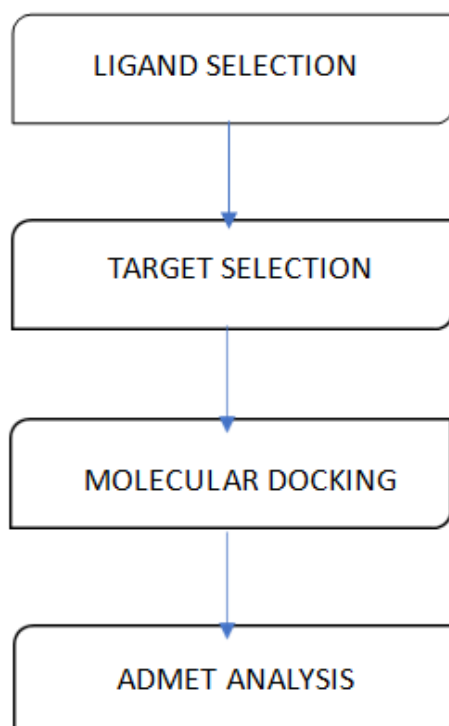 LIGAND SELECTION
TARGET SELECTION
MOLECULAR DOCKING
ADMET ANALYSIS